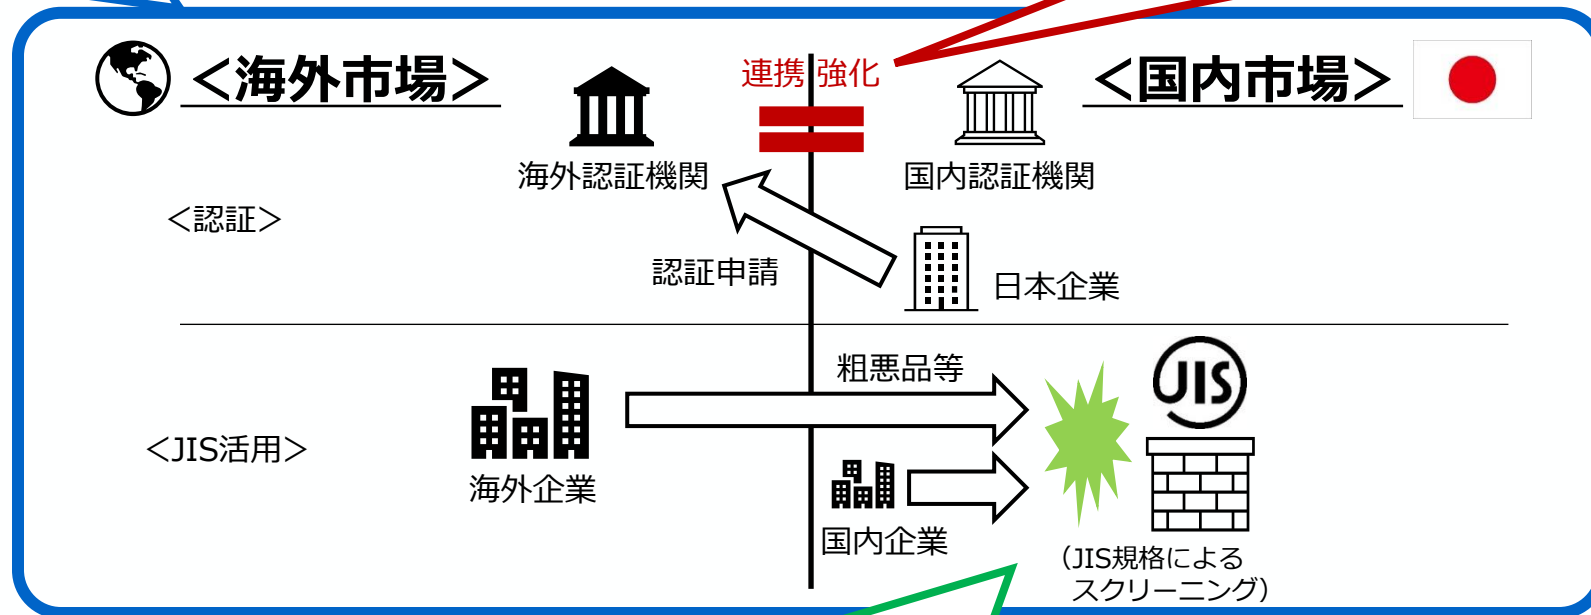 ＜海外市場＞
連携強化
＜国内市場＞
海外認証機関
国内認証機関
＜認証＞
認証申請
日本企業
粗悪品等
JIS
＜JIS活用＞
海外企業
国内企業
（JIS規格による
スクリーニング）